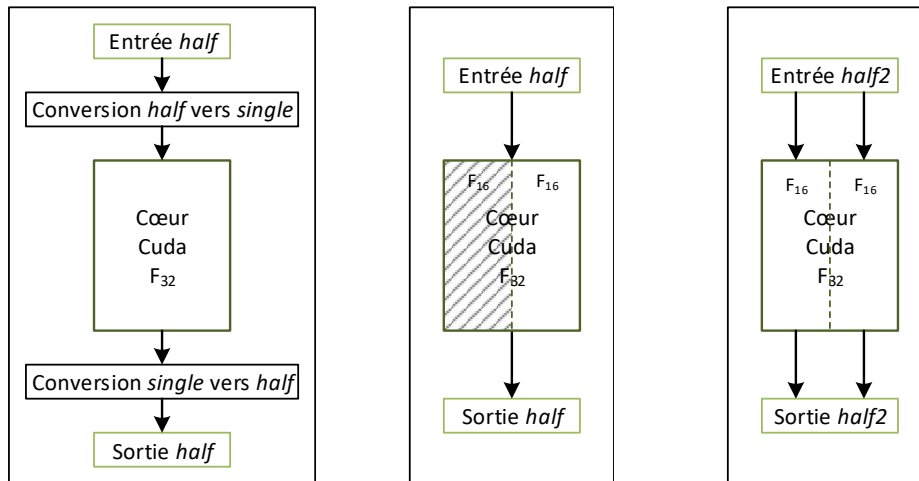 Entrée half
Conversion half vers single
Cœur
Cuda
F32
Conversion single vers half
Sortie half
Entrée half
F16 F16
Cœur
Cuda
F32
Sortie half
Entrée half2
F16 F16
Cœur
Cuda
F32
Sortie half2